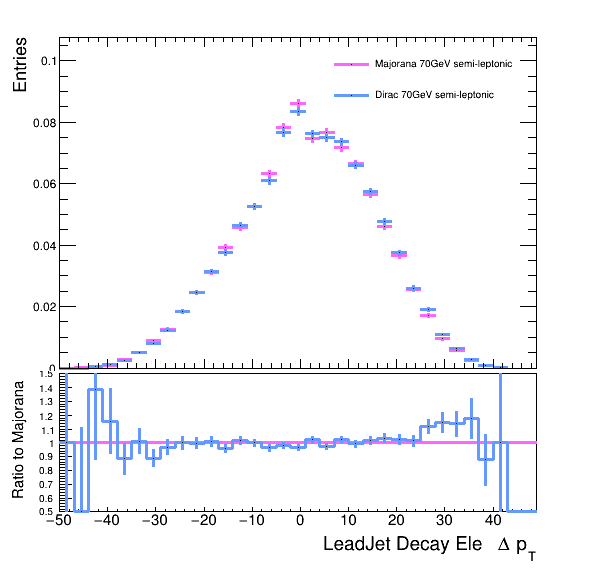 Entries
0.1
0.08
0.06
0.04
0.02
0
Majorana 70GeV semi-leptonic
Dirac 70GeV semi-leptonic
Ratio to Majorana
1.5
1.4
1.3
1.2
1.1
1
0.9
0.8
0.7
0.6
0.5
−50 −40 −30 −20 −10 0 10 20 30 40
LeadJet Decay Ele Δ pT